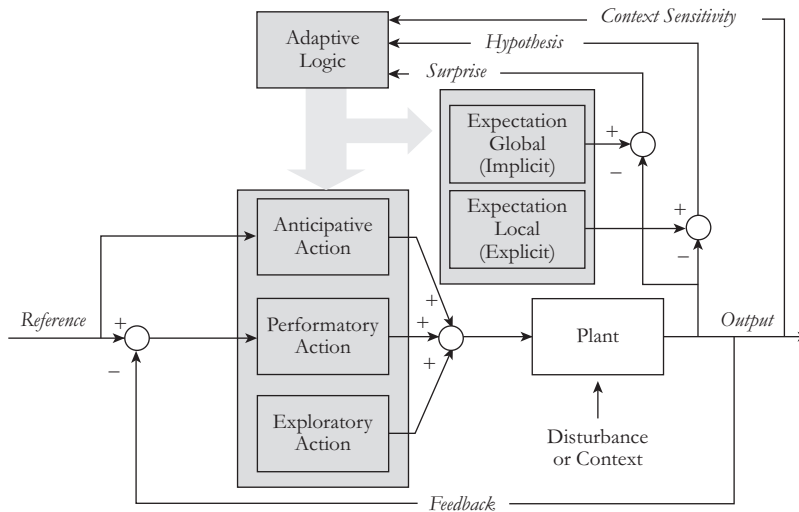 Context Sensitivity
Adaptive
Logic
Hypothesis
Surprise
Expectation
Global
(Implicit)
+
−
Expectation
Local
(Explicit)
+
−
Anticipative
Action
Reference
+
−
Performatory
Action
+
+
+
Plant
Output
Exploratory
Action
Disturbance
or Context
Feedback